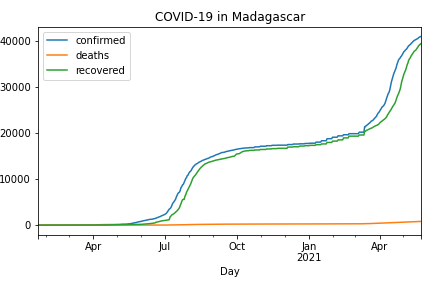 COVID-19 in Madagascar
confirmed
deaths
recovered
40000
30000
20000
10000
0
Apr Jul Oct Jan Apr
2021
Day